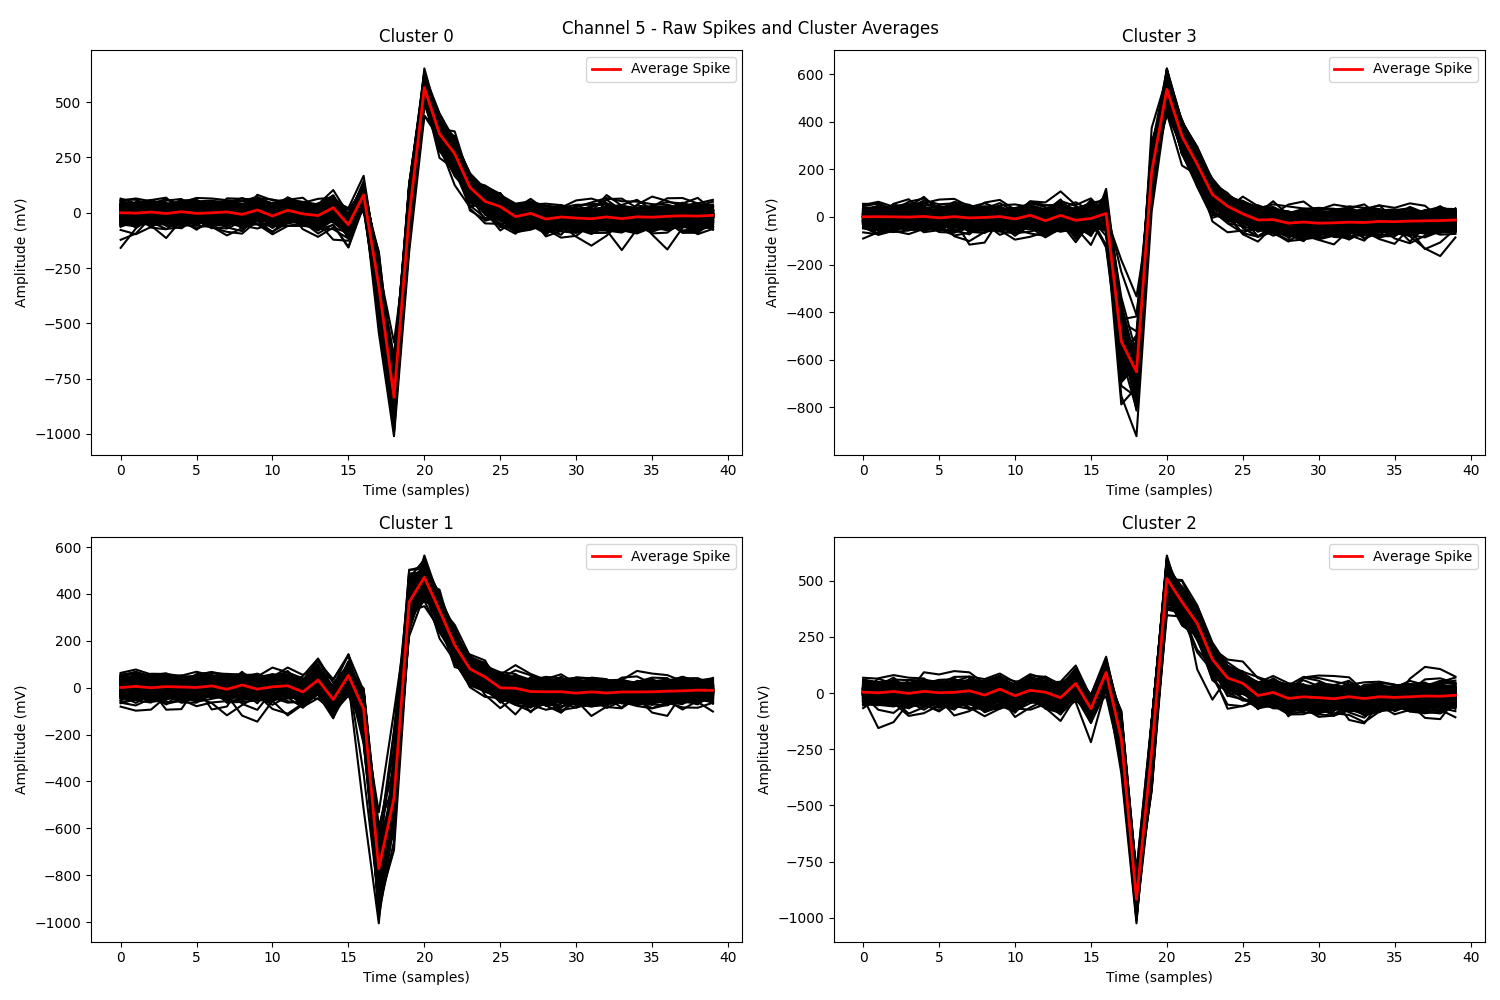 Channel 5 - Raw Spikes and Cluster Averages
Cluster 0
Average Spike
Amplitude (mV)
500
250
0
−250
−500
−750
−1000
0 5 10 15 20 25 30 35 40
Time (samples)
Cluster 3
Average Spike
Amplitude (mV)
600
400
200
0
−200
−400
−600
−800
0 5 10 15 20 25 30 35 40
Time (samples)
Cluster 1
Average Spike
Amplitude (mV)
600
400
200
0
−200
−400
−600
−800
−1000
0 5 10 15 20 25 30 35 40
Time (samples)
Cluster 2
Average Spike
Amplitude (mV)
500
250
0
−250
−500
−750
−1000
0 5 10 15 20 25 30 35 40
Time (samples)